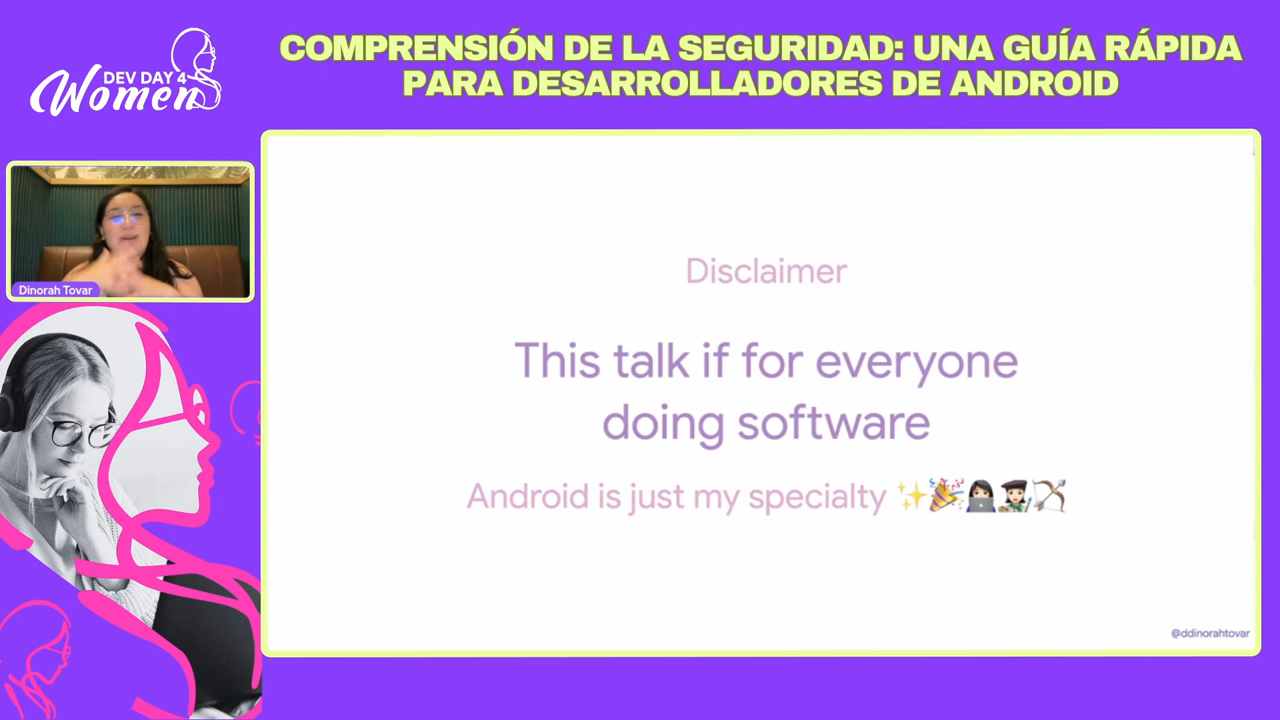 DEV DAY 4
Women
COMPRENSIÓN DE LA SEGURIDAD: UNA GUÍA RÁPIDA
PARA DESARROLLADORES DE ANDROID
Dinorah Tovar
Disclaimer
This talk if for everyone
doing software
Android is just my specialty ✨🎉👩🏻‍💻👩🏻‍🎨🏹
@ddinorahtovar